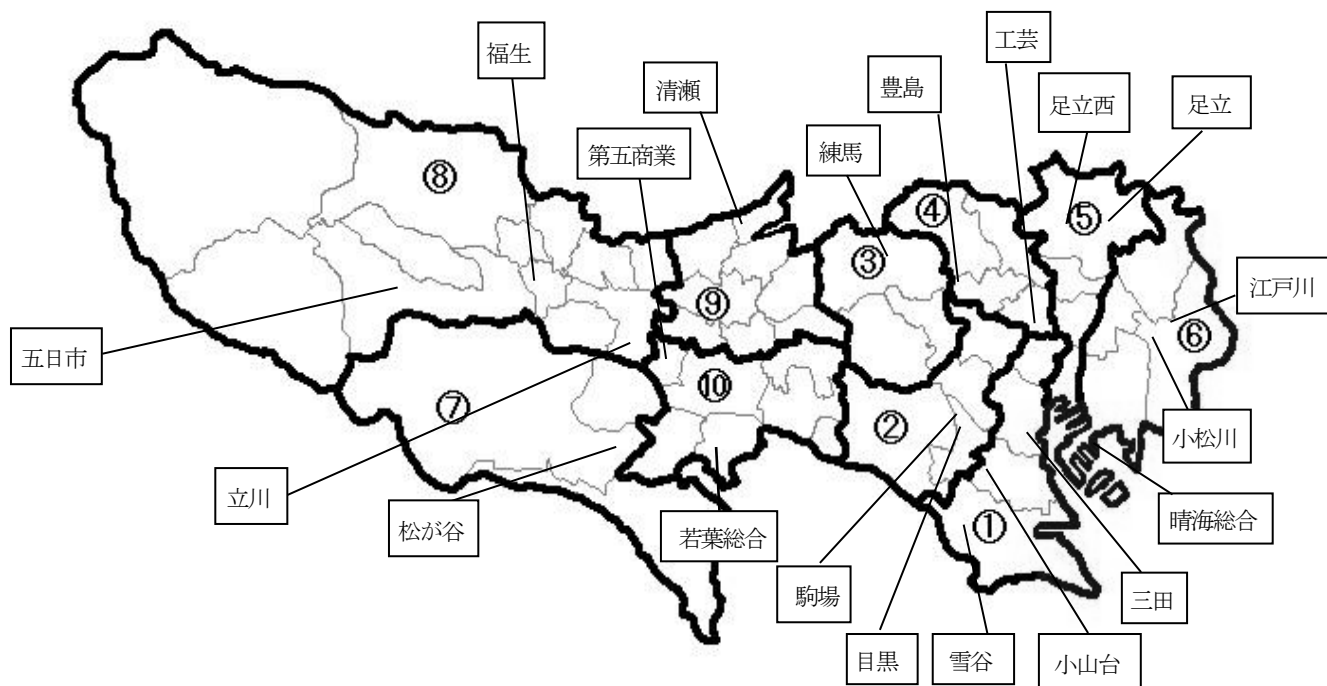 工芸
福生
清瀬
豊島
足立西
足立
第五商業
練馬
⑧
④
⑤
③
江戸川
⑨
⑥
五日市
⑦
⑩
②
小松川
立川
松が谷
若葉総合
①
晴海総合
駒場
三田
目黒
雪谷
小山台